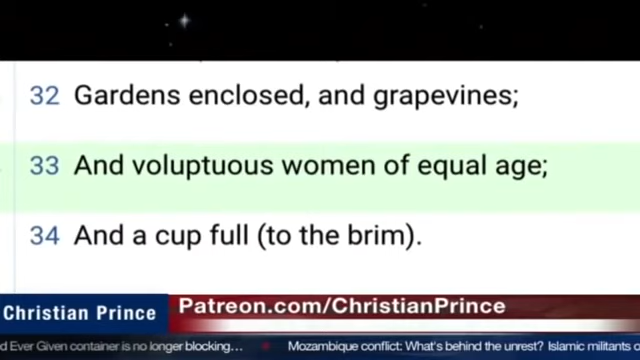 32 Gardens enclosed, and grapevines;
33 And voluptuous women of equal age;
34 And a cup full (to the brim).
Christian Prince
Patreon.com/ChristianPrince
Ever Given container is no longer blocking... Mozambique conflict: What's behind the unrest? Islamic militants